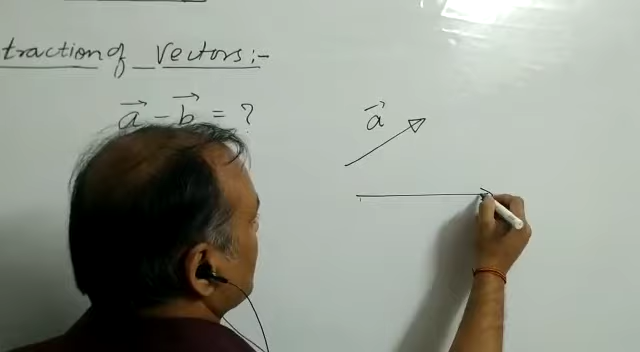 traction of Vectors:-
a⃗ - b⃗ = ?
a⃗